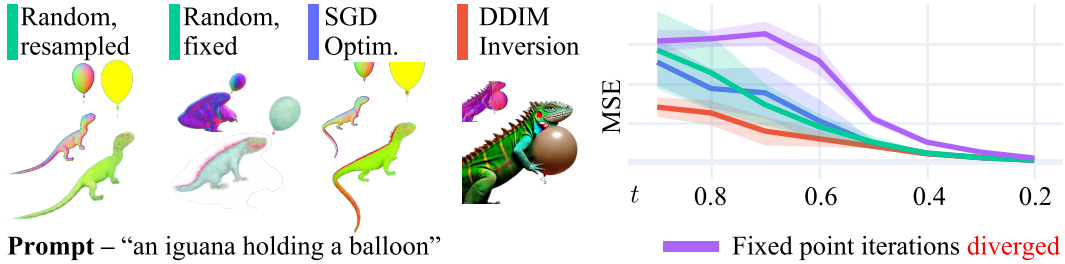 Random, resampled
Random, fixed
SGD Optim.
DDIM Inversion
MSE
t 0.8 0.6 0.4 0.2
Prompt – “an iguana holding a balloon”
Fixed point iterations diverged